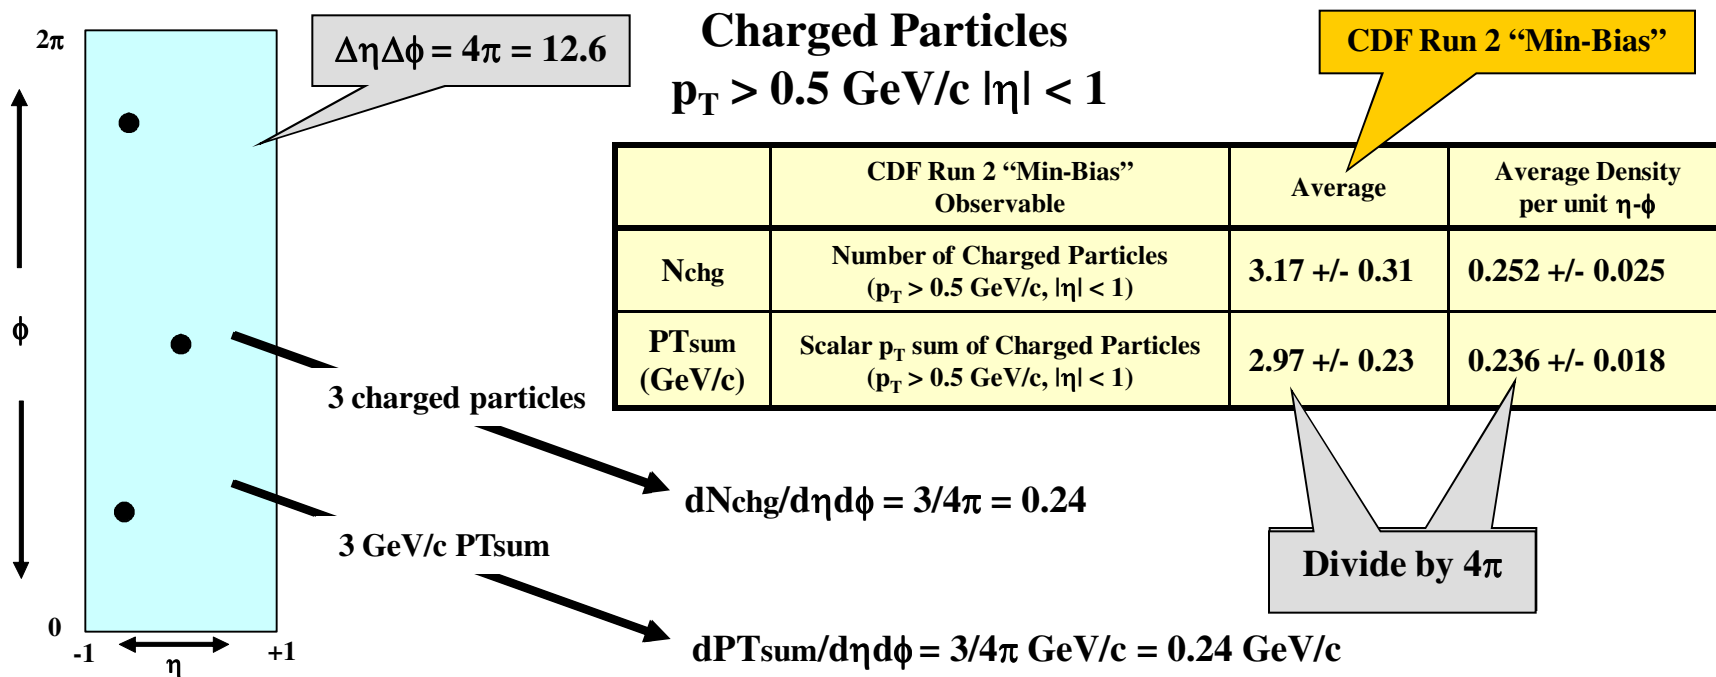 Charged Particles
p_T > 0.5 GeV/c |η| < 1
CDF Run 2 “Min-Bias”
ΔηΔϕ = 4π = 12.6
2π
ϕ
0
-1
η
+1
CDF Run 2 “Min-Bias”
Observable
Average
Average Density
per unit η-ϕ
Nchg
Number of Charged Particles
(p_T > 0.5 GeV/c, |η| < 1)
3.17 +/- 0.31
0.252 +/- 0.025
PTsum
(GeV/c)
Scalar p_T sum of Charged Particles
(p_T > 0.5 GeV/c, |η| < 1)
2.97 +/- 0.23
0.236 +/- 0.018
3 charged particles
dNchg/dηdϕ = 3/4π = 0.24
3 GeV/c PTsum
Divide by 4π
dPTsum/dηdϕ = 3/4π GeV/c = 0.24 GeV/c